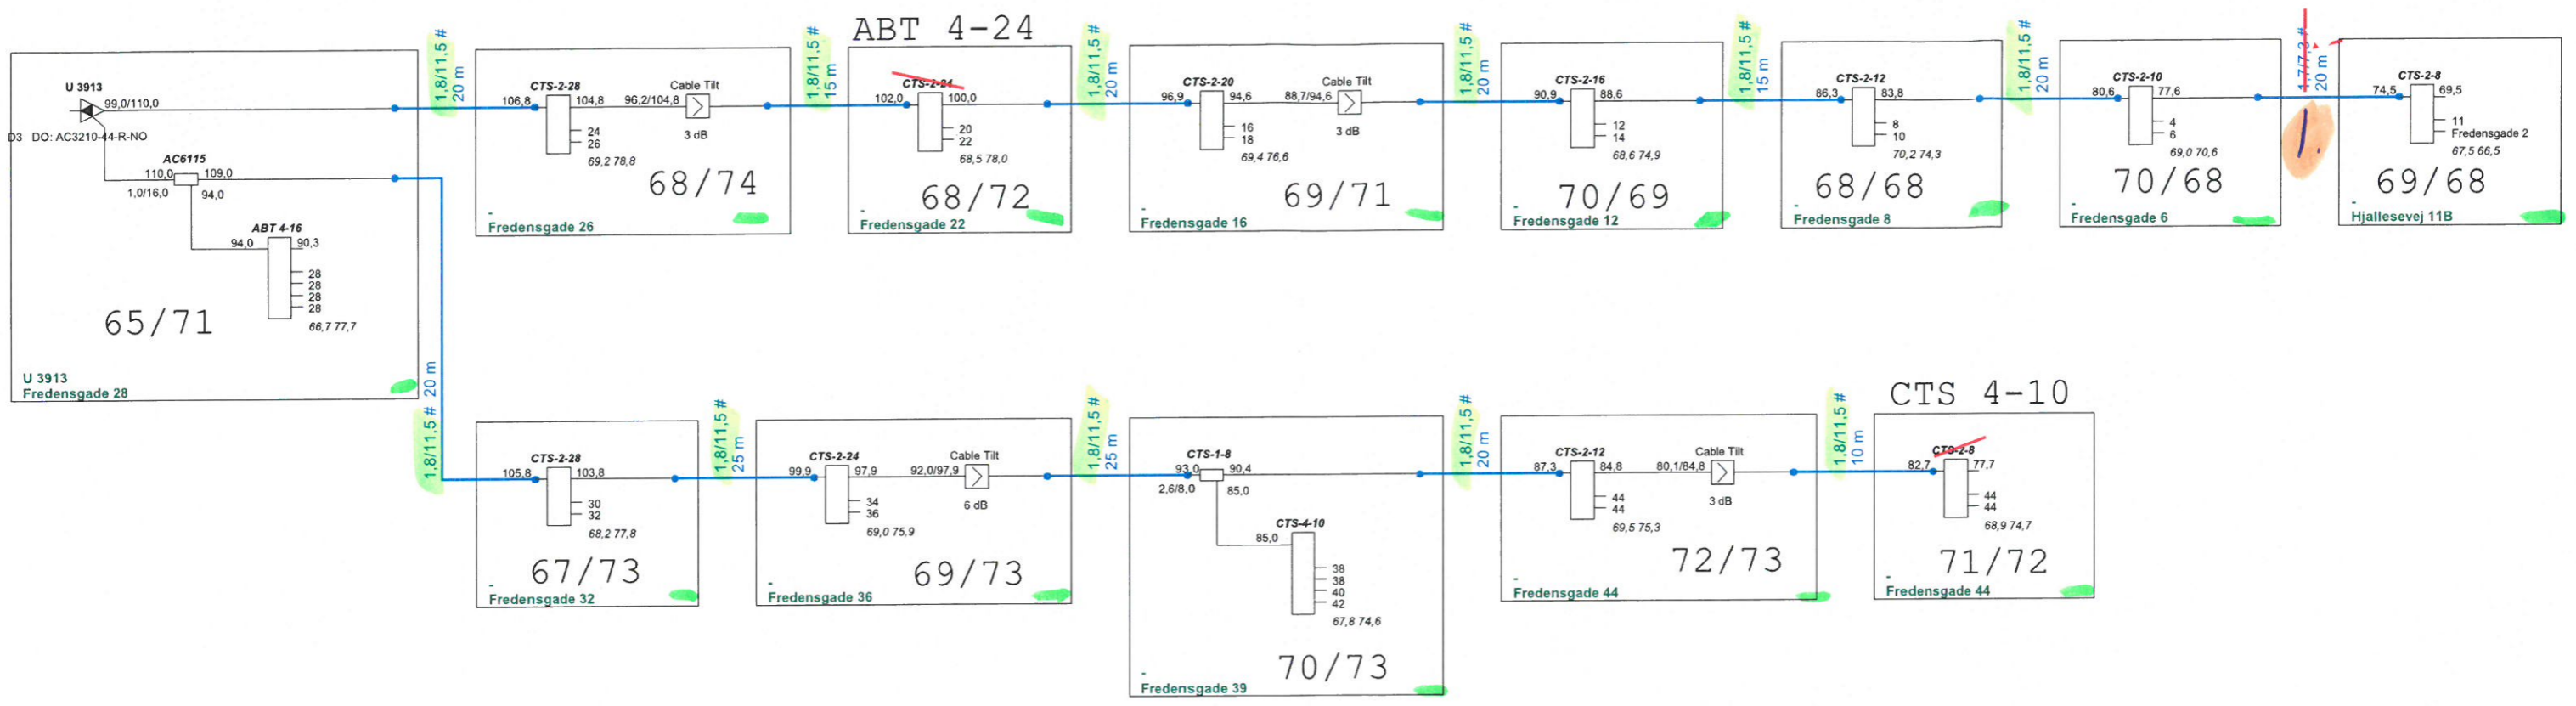 ABT 4-24
U 3913
99,0/110,0
D3 DO: AC3210-44-R-NO
AC6115
110,0 109,0
1,0/16,0 94,0
ABT 4-16
94,0 90,3
28
28
28
28
66,7 77,7
65/71
U 3913
Fredensgade 28
1,8/11,5 #
20 m
CTS-2-28
106,8 104,8
24
26
69,2 78,8
96,2/104,8
Cable Tilt
3 dB
68/74
-
Fredensgade 26
1,8/11,5 #
15 m
CTS-2-24
102,0 100,0
20
22
68,5 78,0
68/72
-
Fredensgade 22
1,8/11,5 #
20 m
CTS-2-20
96,9 94,6
16
18
69,4 76,6
88,7/94,6
Cable Tilt
3 dB
69/71
-
Fredensgade 16
1,8/11,5 #
20 m
CTS-2-16
90,9 88,6
12
14
68,6 74,9
70/69
-
Fredensgade 12
1,8/11,5 #
15 m
CTS-2-12
86,3 83,8
8
10
70,2 74,3
68/68
-
Fredensgade 8
1,8/11,5 #
20 m
CTS-2-10
80,6 77,6
4
6
69,0 70,6
70/68
-
Fredensgade 6
1,7/7,3 #
20 m
CTS-2-8
74,5 69,5
11
Fredensgade 2
67,5 66,5
69/68
-
Hjallesevej 11B
1,8/11,5 # 20 m
CTS-2-28
105,8 103,8
30
32
68,2 77,8
67/73
-
Fredensgade 32
1,8/11,5 #
25 m
CTS-2-24
99,9 97,9
34
36
69,0 75,9
92,0/97,9
Cable Tilt
6 dB
69/73
-
Fredensgade 36
1,8/11,5 #
25 m
CTS-1-8
93,0 90,4
2,6/8,0 85,0
CTS-4-10
85,0
38
38
40
42
67,8 74,6
70/73
-
Fredensgade 39
1,8/11,5 #
20 m
CTS-2-12
87,3 84,8
44
44
69,5 75,3
80,1/84,8
Cable Tilt
3 dB
72/73
-
Fredensgade 44
1,8/11,5 #
10 m
CTS 4-10
CTS-2-8
82,7 77,7
44
44
68,9 74,7
71/72
-
Fredensgade 44